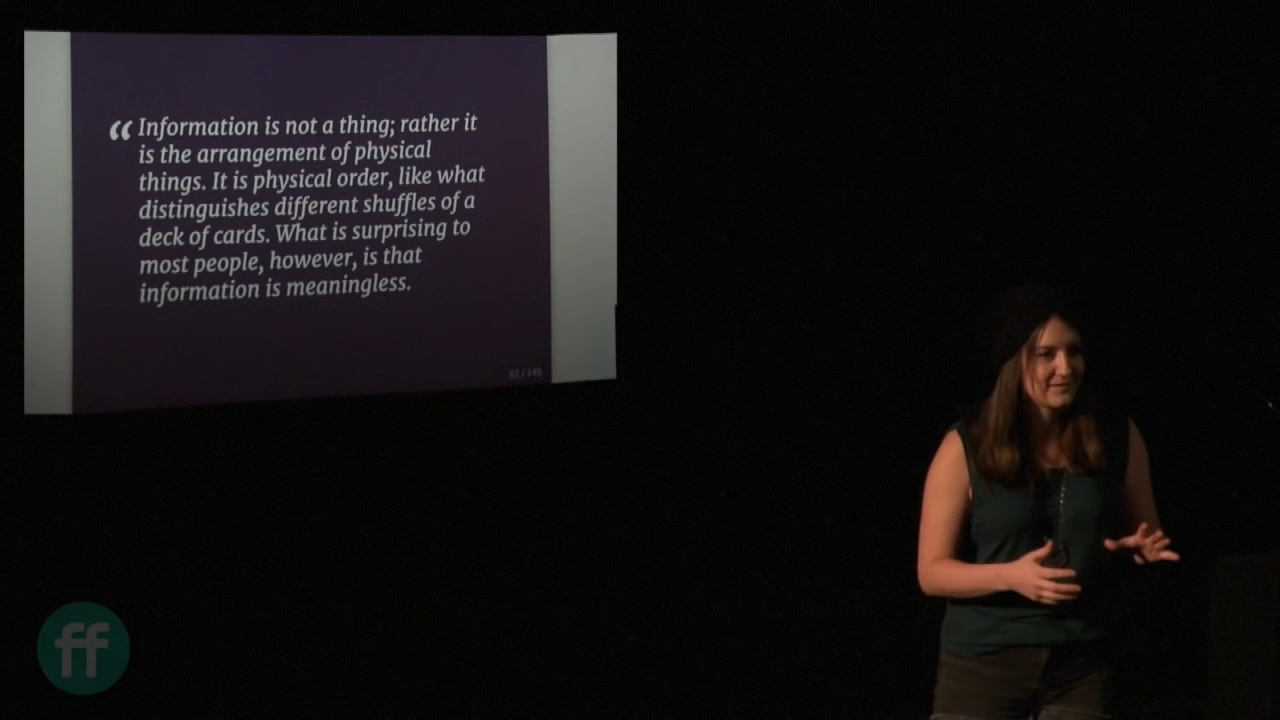 “ Information is not a thing; rather it
is the arrangement of physical
things. It is physical order, like what
distinguishes different shuffles of a
deck of cards. What is surprising to
most people, however, is that
information is meaningless.
82 / 145
ff